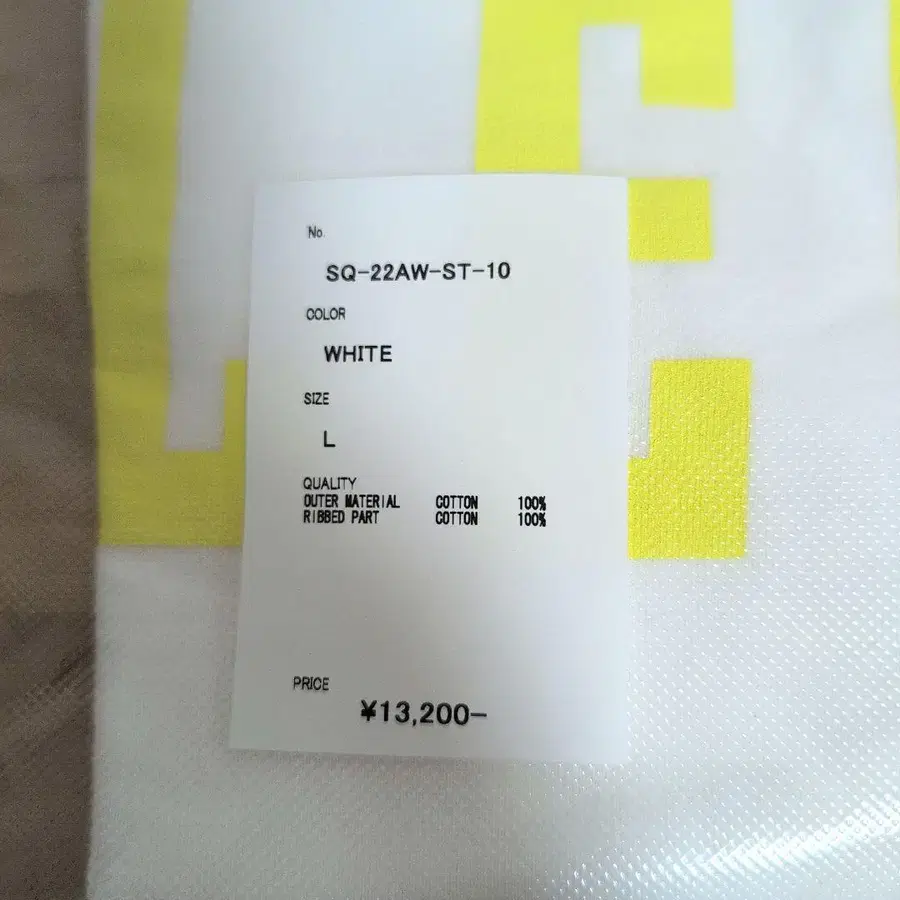 No.
SQ-22AW-ST-10
COLOR
WHITE
SIZE
L
QUALITY
OUTER MATERIAL COTTON 100%
RIBBED PART COTTON 100%
PRICE
¥13,200-